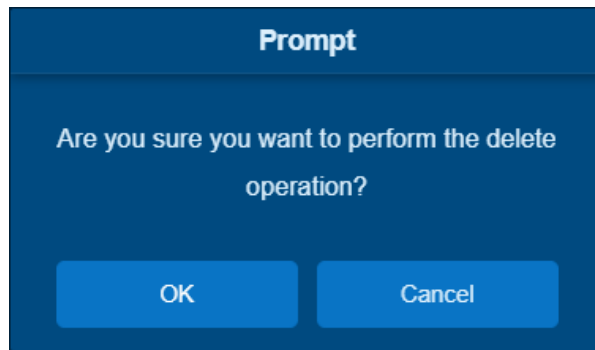 Prompt
Are you sure you want to perform the delete
operation?
OK
Cancel